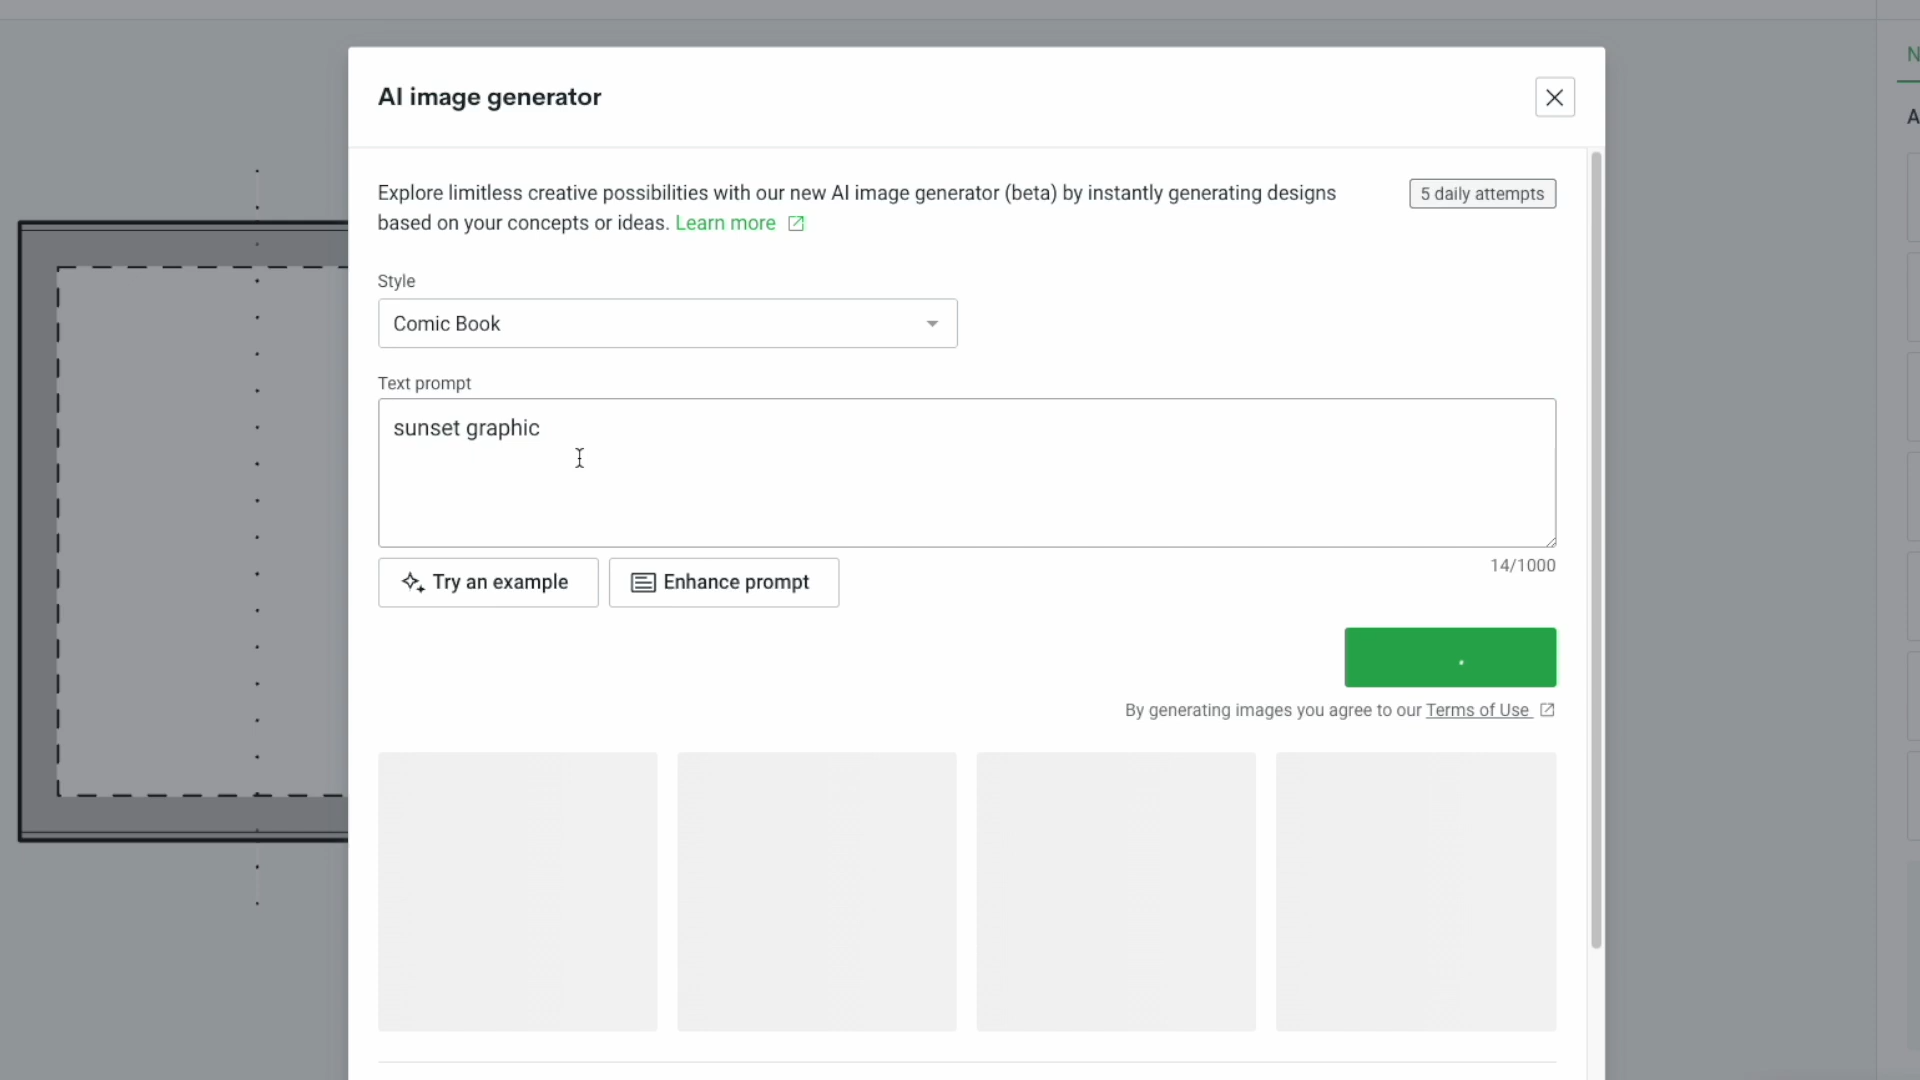 AI image generator
Explore limitless creative possibilities with our new AI image generator (beta) by instantly generating designs
based on your concepts or ideas. Learn more
5 daily attempts
Style
Comic Book
Text prompt
sunset graphic
14/1000
Try an example
Enhance prompt
By generating images you agree to our Terms of Use
N
A